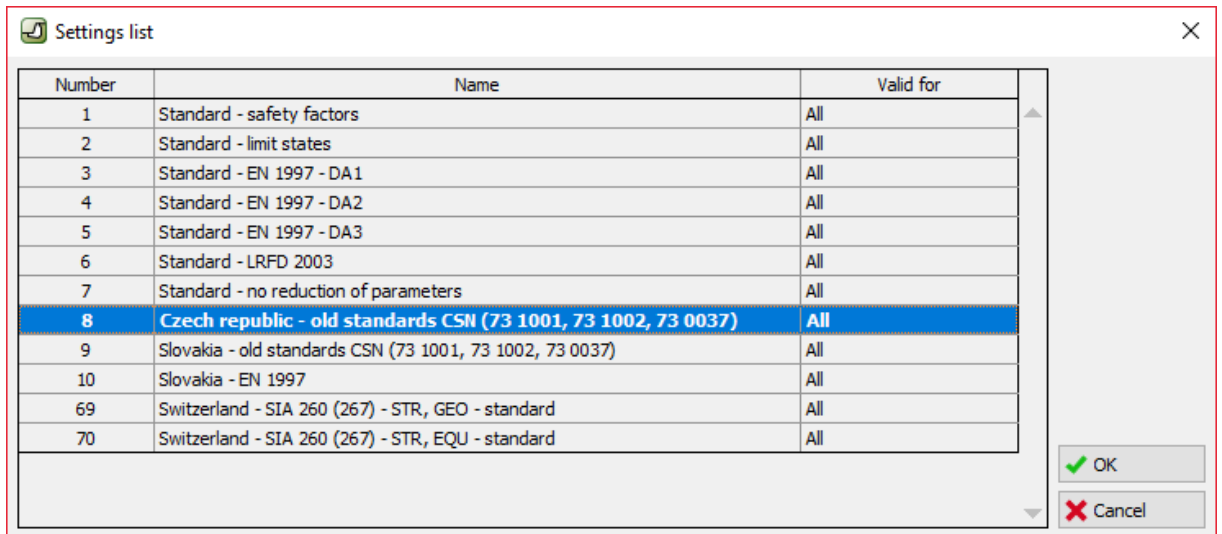 Settings list
Number Name Valid for
1 Standard - safety factors All
2 Standard - limit states All
3 Standard - EN 1997 - DA1 All
4 Standard - EN 1997 - DA2 All
5 Standard - EN 1997 - DA3 All
6 Standard - LRFD 2003 All
7 Standard - no reduction of parameters All
8 Czech republic - old standards CSN (73 1001, 73 1002, 73 0037) All
9 Slovakia - old standards CSN (73 1001, 73 1002, 73 0037) All
10 Slovakia - EN 1997 All
69 Switzerland - SIA 260 (267) - STR, GEO - standard All
70 Switzerland - SIA 260 (267) - STR, EQU - standard All
OK
Cancel